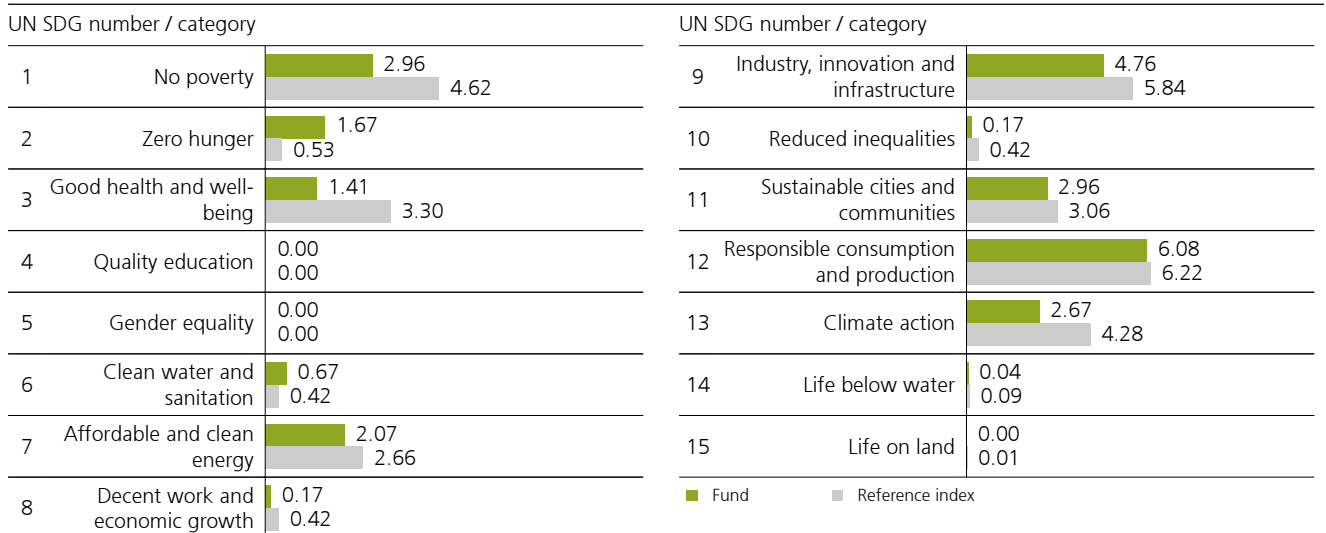 UN SDG number / category
1 No poverty 2.96
4.62
2 Zero hunger 1.67
0.53
3 Good health and well-
being 1.41
3.30
4 Quality education 0.00
0.00
5 Gender equality 0.00
0.00
6 Clean water and
sanitation 0.67
0.42
7 Affordable and clean
energy 2.07
2.66
8 Decent work and
economic growth 0.17
0.42
UN SDG number / category
9 Industry, innovation and
infrastructure 4.76
5.84
10 Reduced inequalities 0.17
0.42
11 Sustainable cities and
communities 2.96
3.06
12 Responsible consumption
and production 6.08
6.22
13 Climate action 2.67
4.28
14 Life below water 0.04
0.09
15 Life on land 0.00
0.01
Fund Reference index